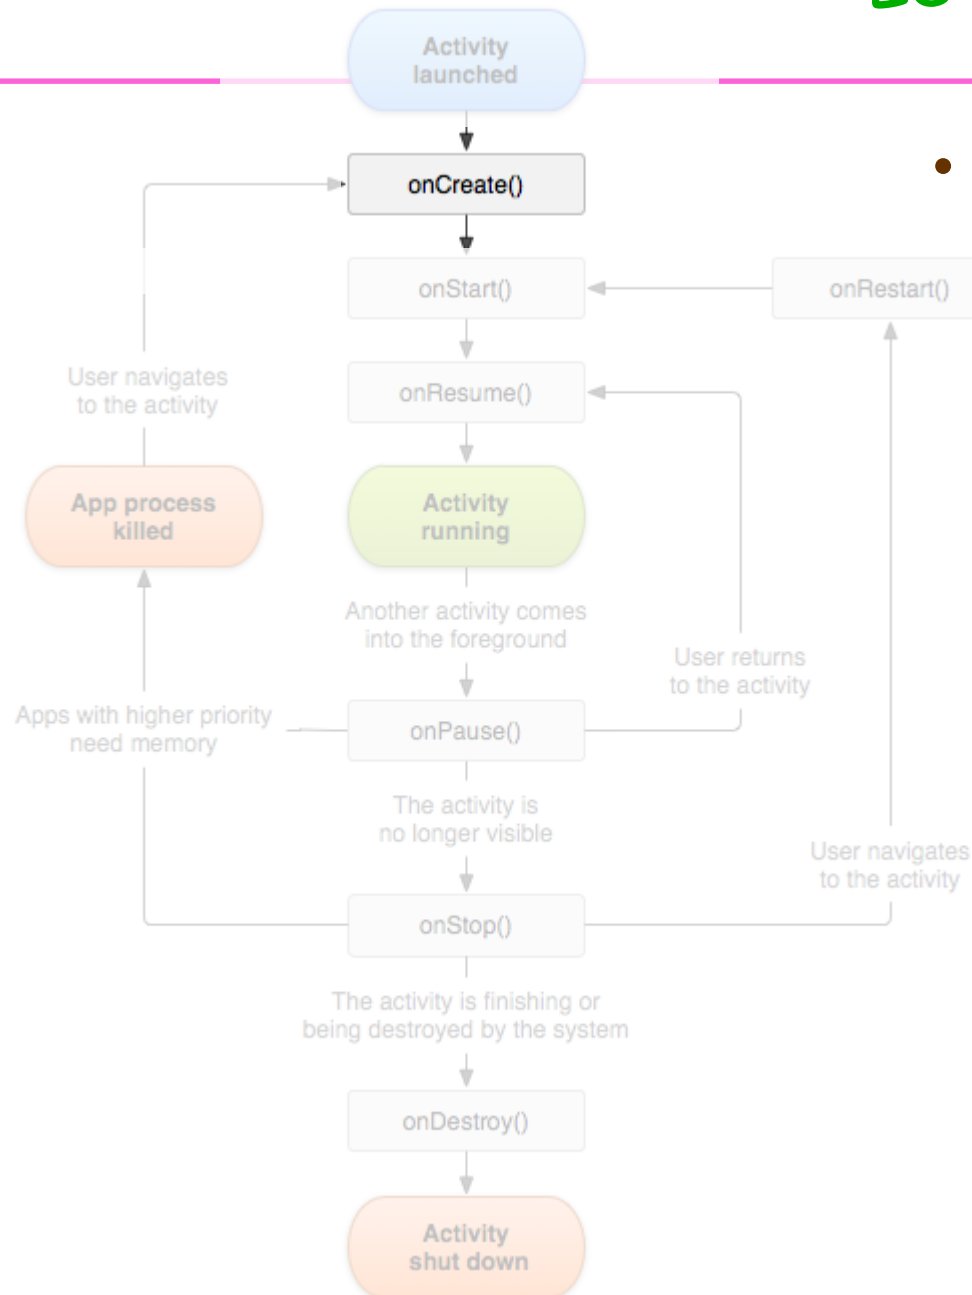 Activity
launched
onCreate()
onStart()
onRestart()
onResume()
User navigates
to the activity
App process
killed
Activity
running
Another activity comes
into the foreground
User returns
to the activity
Apps with higher priority
need memory
onPause()
The activity is
no longer visible
User navigates
to the activity
onStop()
The activity is finishing or
being destroyed by the system
onDestroy()
Activity
shut down